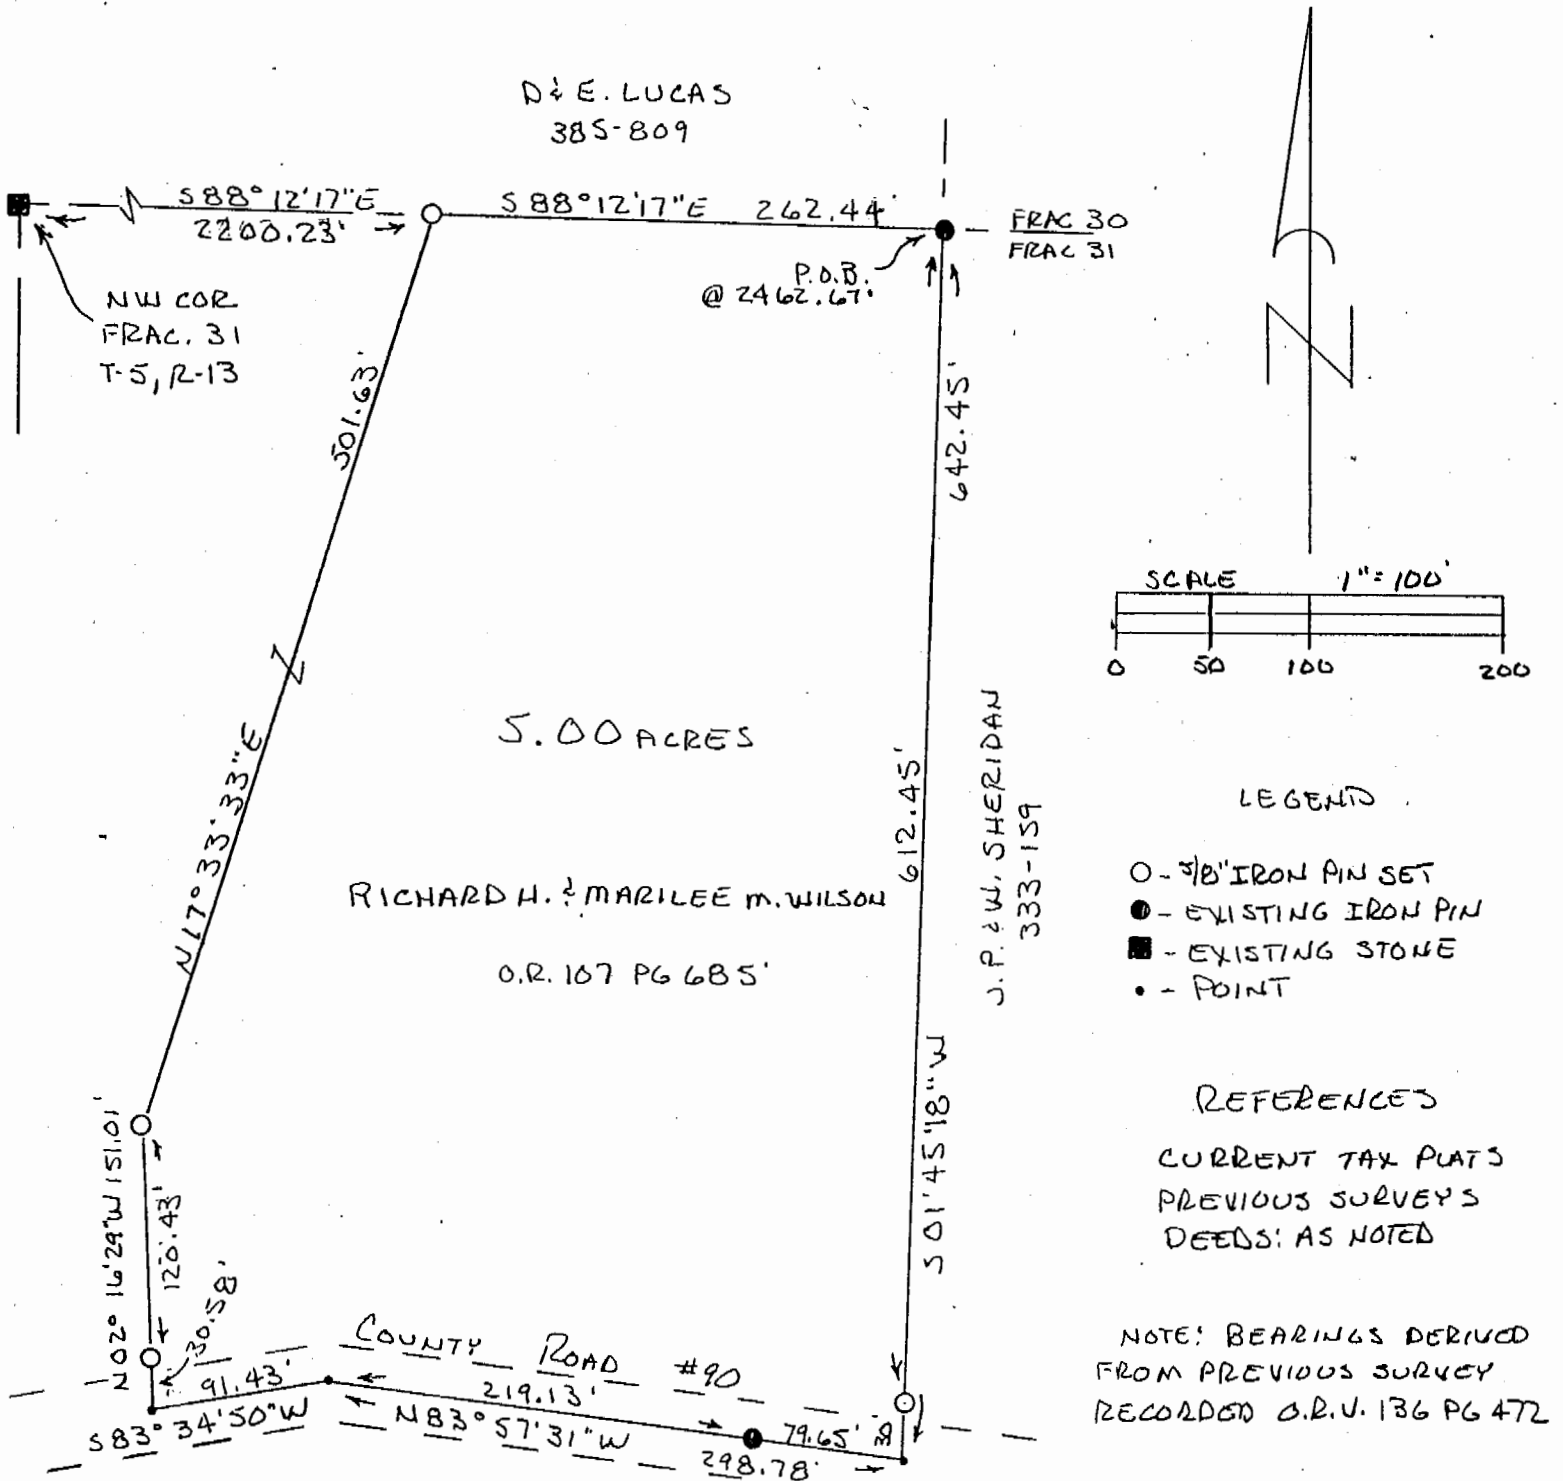 D & E. LUCAS
385-809
S 88° 12' 17" E
2200.23'
S 88° 12' 17" E 262.44'
FRAC 30
FRAC 31
P.O.B.
@ 2462.67'
NW COR
FRAC. 31
T-5, R-13
501.63'
N 17° 33' 33" E
642.45'
612.45'
S 01° 45' 18" W
J.P. & W. SHERIDAN
333-159
5.00 ACRES
RICHARD H. & MARILEE M. WILSON
O.R. 107 PG 685
N 02° 16' 29" W 151.01'
120.43'
30.58'
COUNTY ROAD #90
91.43'
S 83° 34' 50" W
219.13'
N 83° 57' 31" W
79.65'
298.78'
30'
N
SCALE 1" = 100'
0 50 100 200
LEGEND
O - 5/8" IRON PIN SET
● - EXISTING IRON PIN
■ - EXISTING STONE
• - POINT
REFERENCES
CURRENT TAX PLATS
PREVIOUS SURVEYS
DEEDS: AS NOTED
NOTE: BEARINGS DERIVED
FROM PREVIOUS SURVEY
RECORDED O.R.V. 136 PG 472